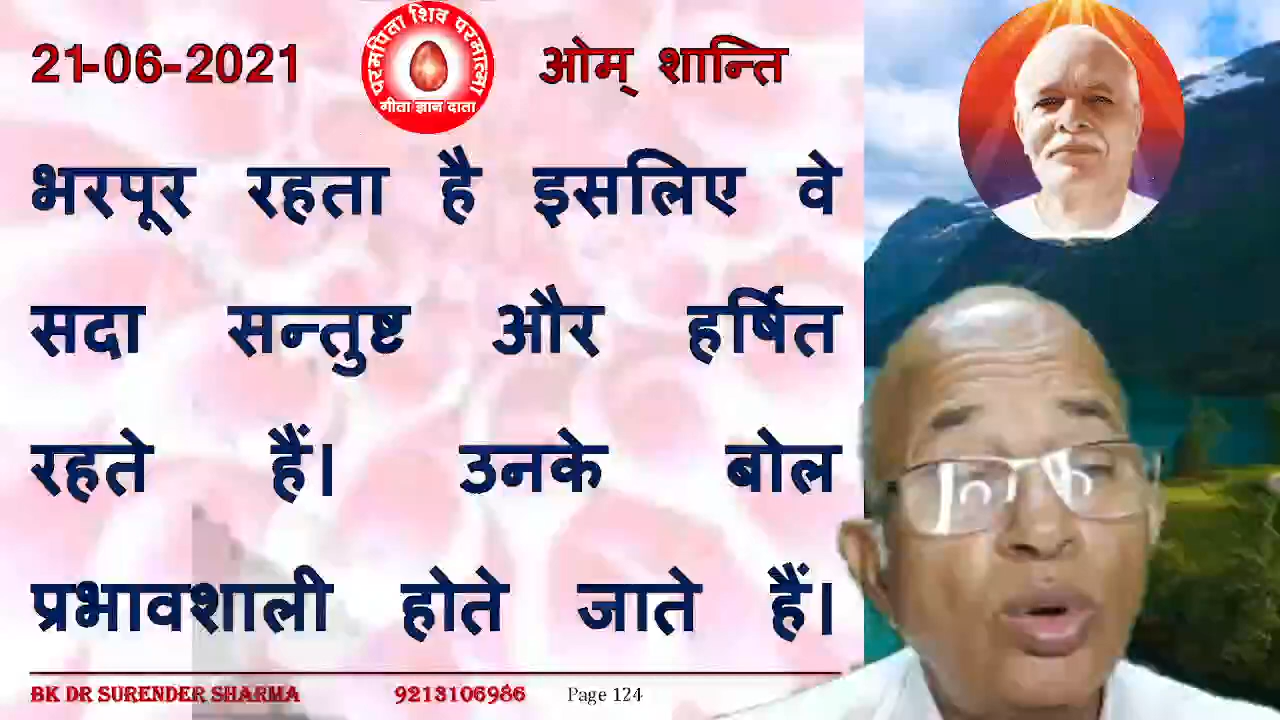 21-06-2021
परमपिता शिव परमात्मा
गीता ज्ञान दाता
ओम् शान्ति
भरपूर रहता है इसलिए वे
सदा सन्तुष्ट और हर्षित
रहते हैं। उनके बोल
प्रभावशाली होते जाते हैं।
BK DR SURENDER SHARMA 9213106986 Page 124